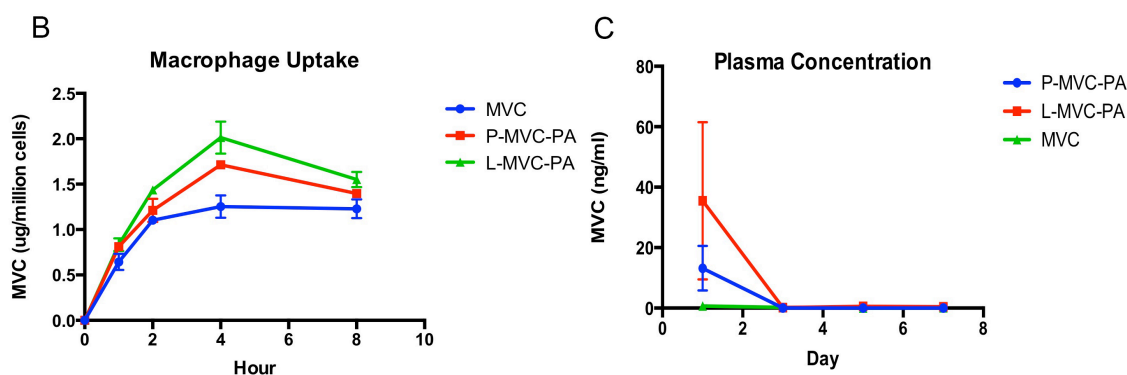 B
Macrophage Uptake
MVC (ug/million cells)
2.5
2.0
1.5
1.0
0.5
0.0
0 2 4 6 8 10
Hour
MVC
P-MVC-PA
L-MVC-PA
C
Plasma Concentration
MVC (ng/ml)
80
60
40
20
0
0 2 4 6 8
Day
P-MVC-PA
L-MVC-PA
MVC